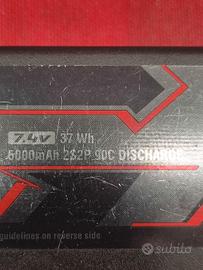 7.4V 37 Wh
5000mAh 2S2P 90C DISCHARGE
guidelines on reverse side
subito